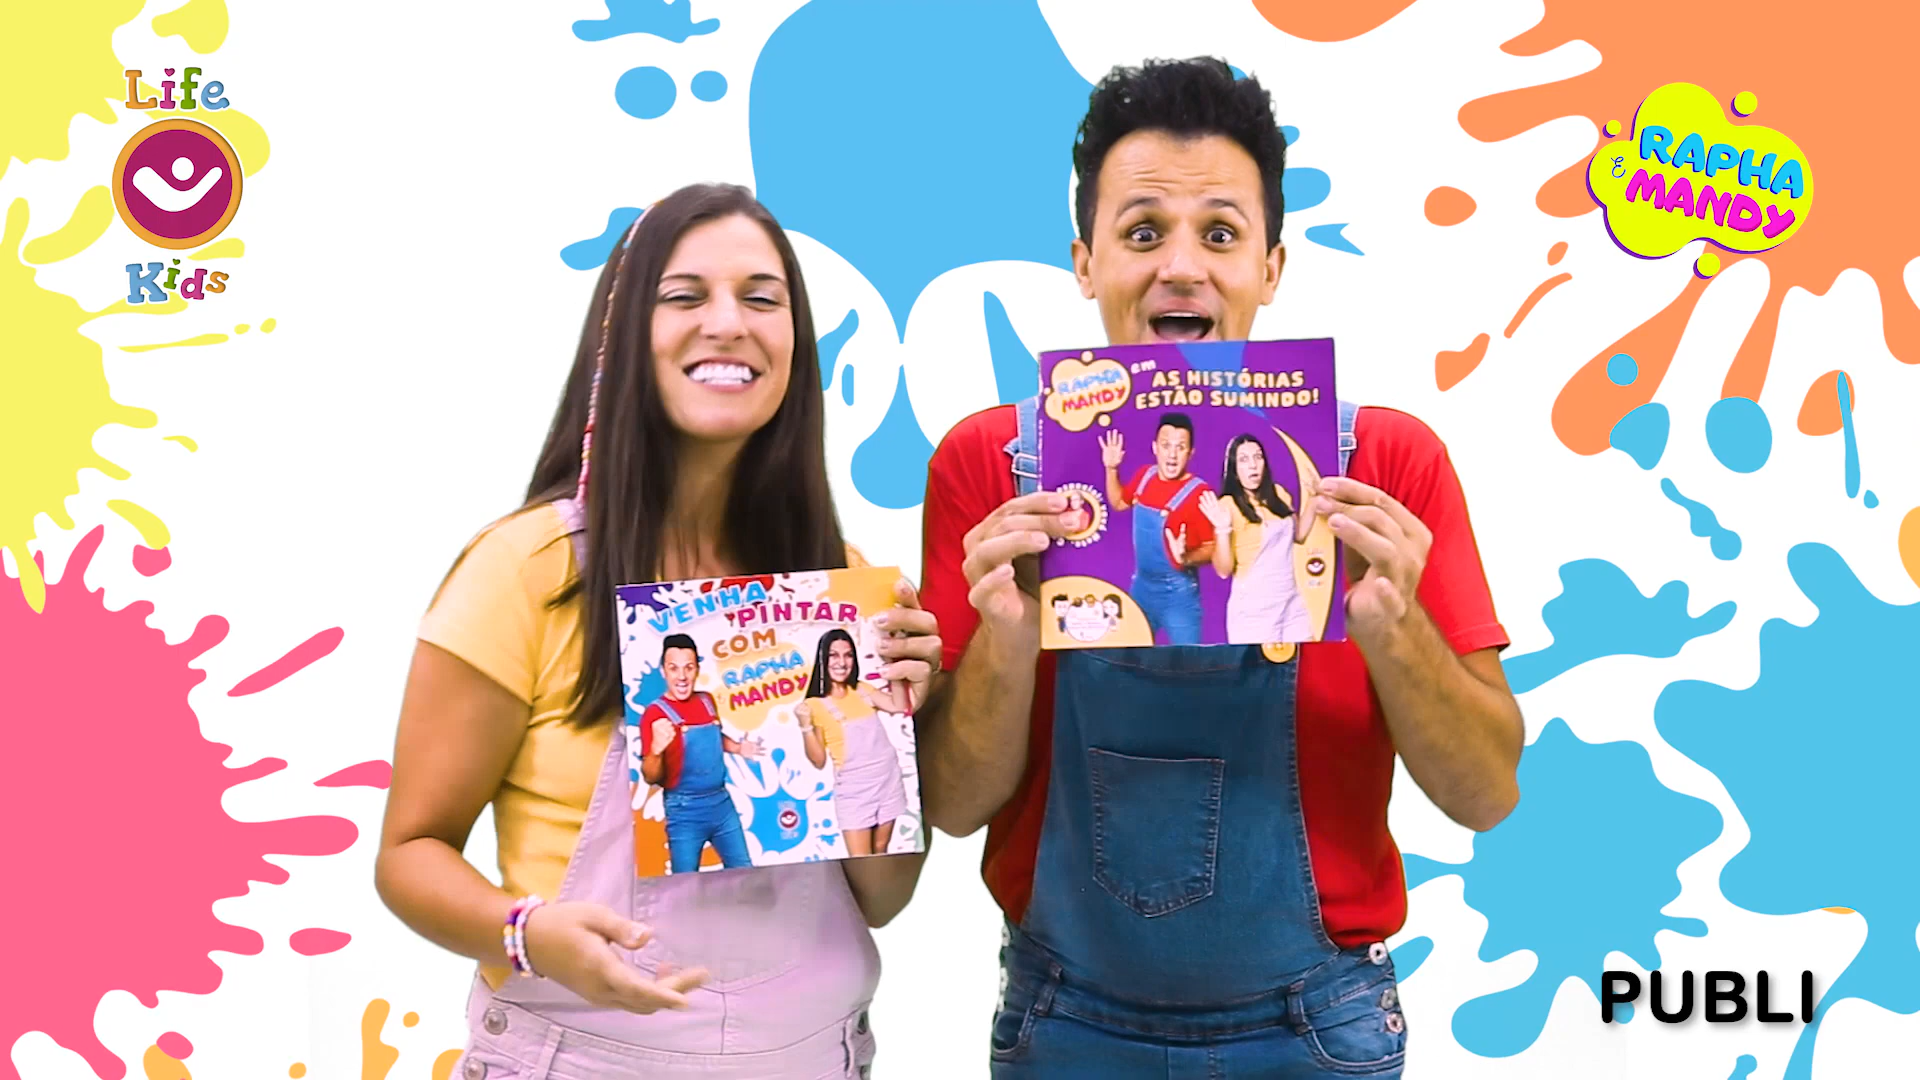 Life
Kids
RAPHA
E MANDY
RAPHA
MANDY
em
AS HISTÓRIAS
ESTÃO SUMINDO!
VENHA
PINTAR
COM
RAPHA
MANDY
PUBLI